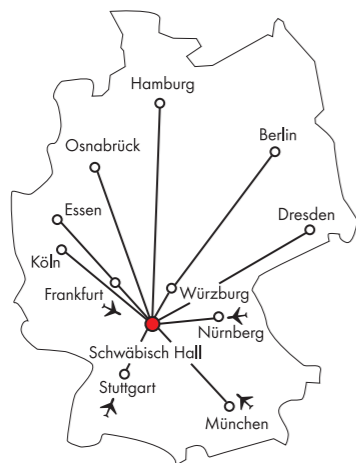 Hamburg
Berlin
Osnabrück
Essen
Dresden
Köln
Frankfurt
Würzburg
Nürnberg
Schwäbisch Hall
Stuttgart
München